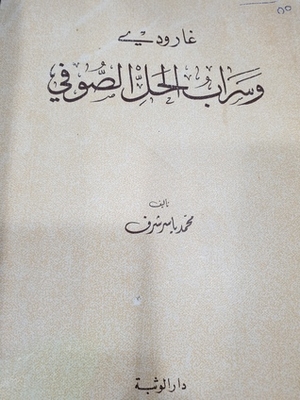 غارودي
وسراب الحل الصوفي
تأليف
محمد ياسر شرف
دار الوثبة